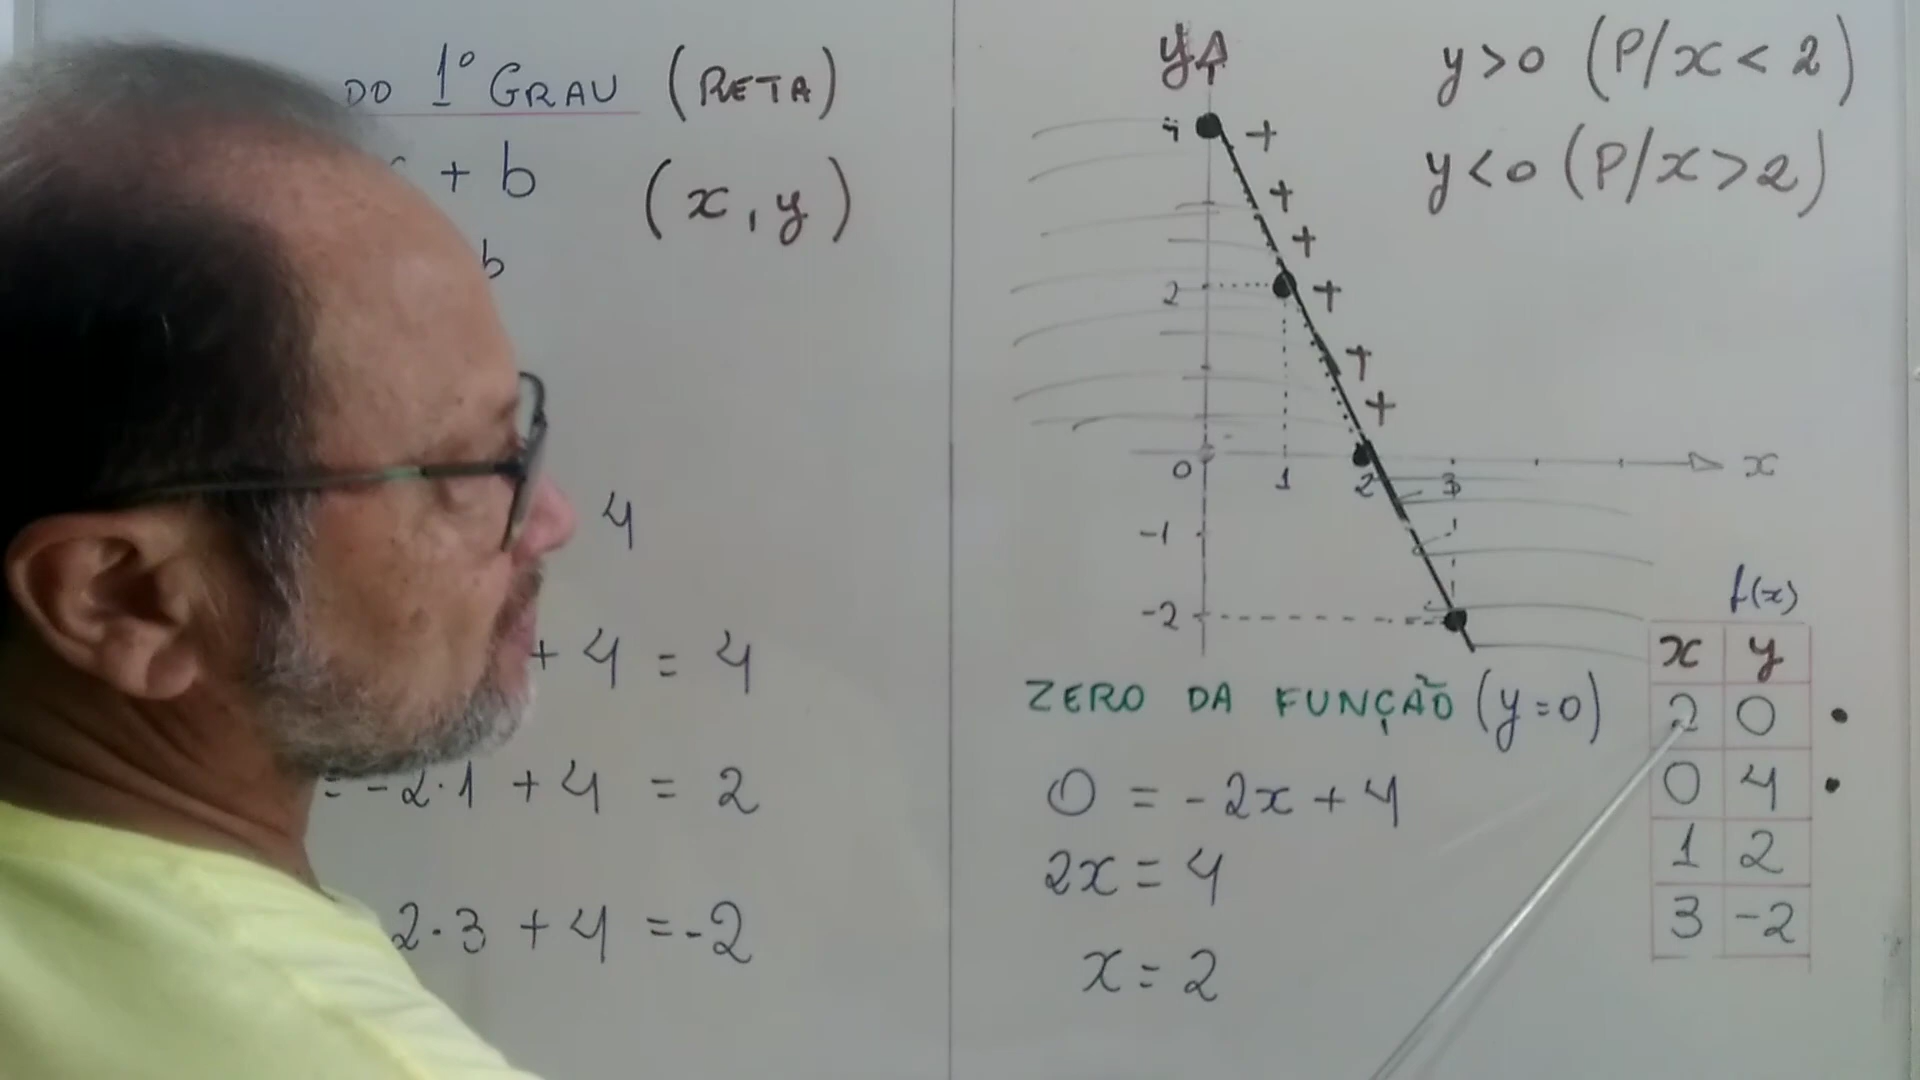 DO 1º GRAU (RETA)
+ b (x, y)
b
4
+ 4 = 4
= -2·1 + 4 = 2
2·3 + 4 = -2
y
y>0 (P/x < 2)
y<0 (P/x > 2)
4
+
+
+
2
+
+
+
0 1 2 3 x
-1
-2
ZERO DA FUNÇÃO (y=0)
0 = -2x + 4
2x = 4
x = 2
f(x)
x y
2 0 •
0 4 •
1 2
3 -2